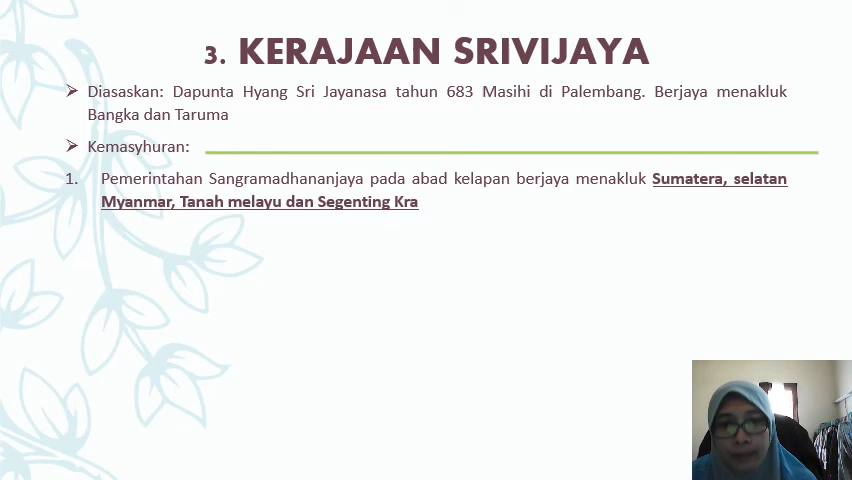 3. KERAJAAN SRIVIJAYA
➢ Diasaskan: Dapunta Hyang Sri Jayanasa tahun 683 Masihi di Palembang. Berjaya menakluk
Bangka dan Taruma
➢ Kemasyhuran:
1. Pemerintahan Sangramadhananjaya pada abad kelapan berjaya menakluk Sumatera, selatan
Myanmar, Tanah melayu dan Segenting Kra